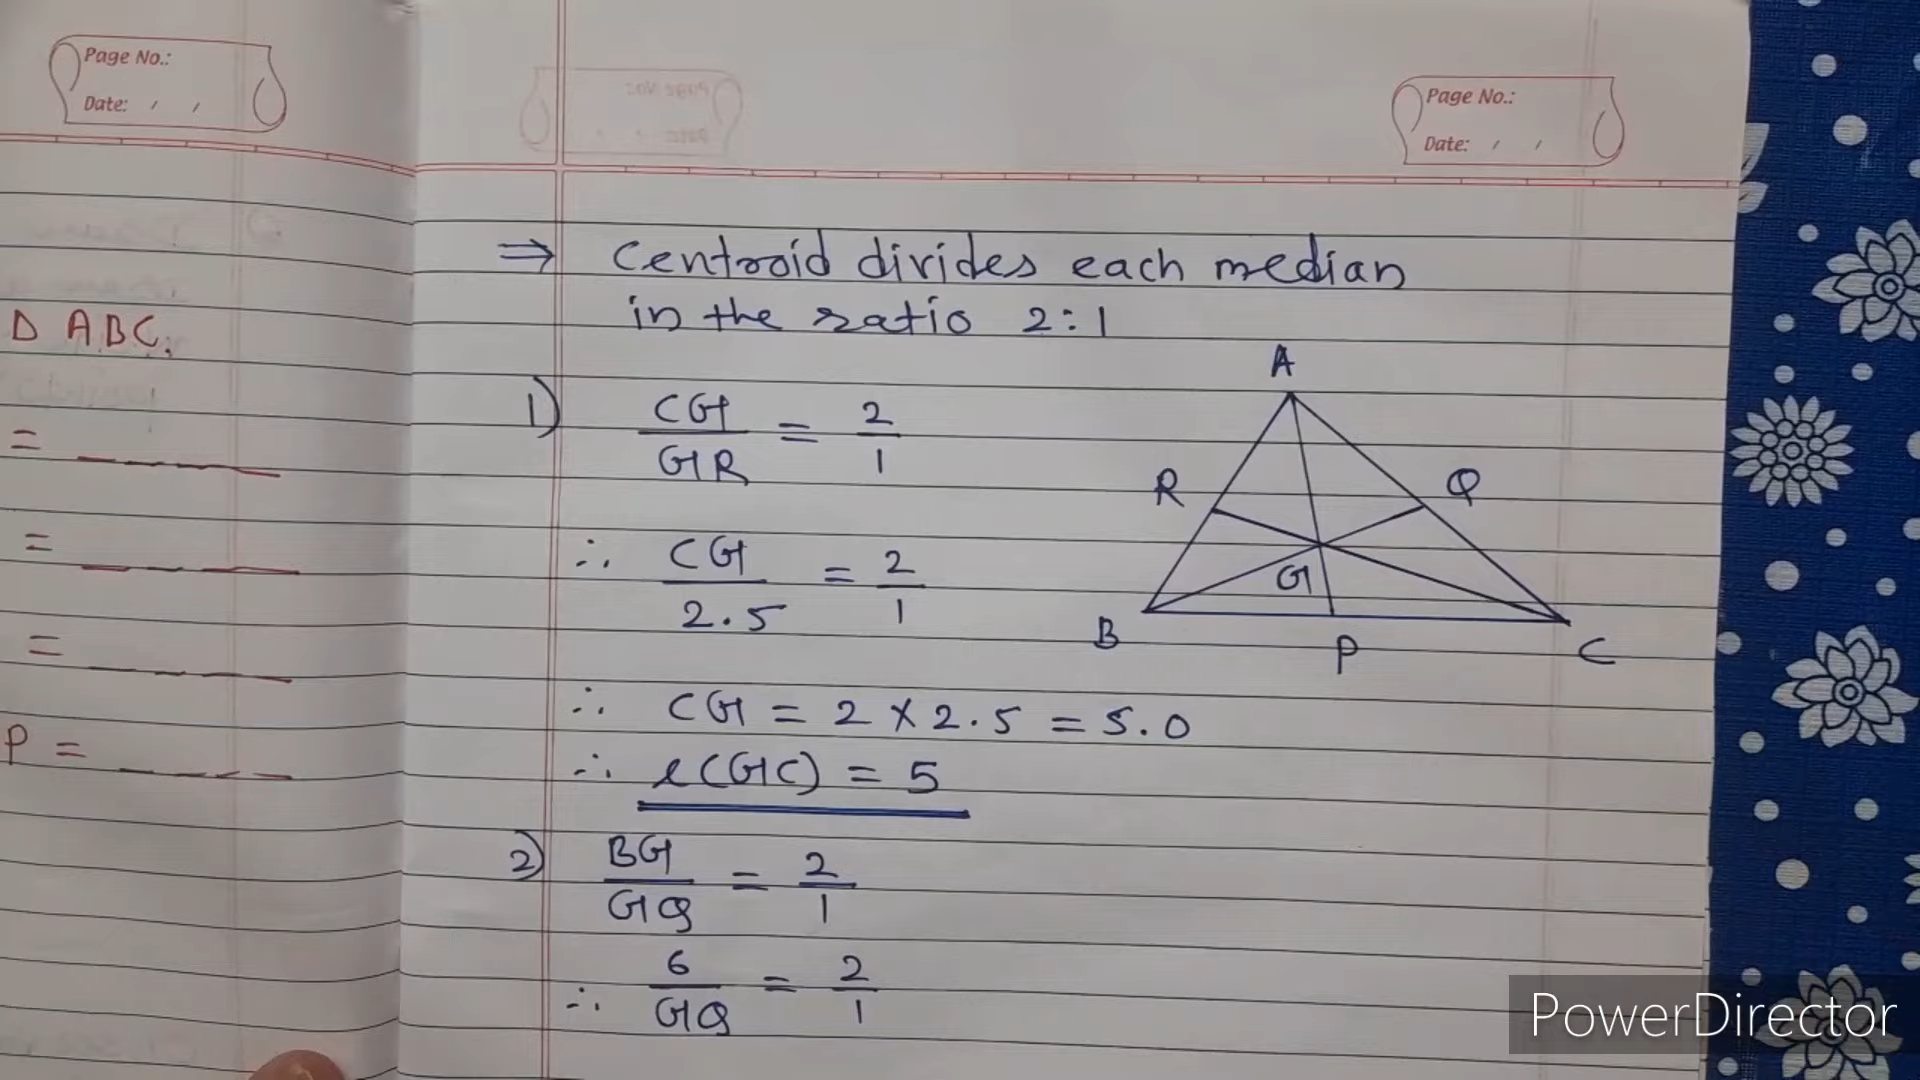 Page No.:
Date: / /
Page No.:
Date: / /
Δ ABC.
=
=
=
P =
⇒ Centroid divides each median
in the ratio 2:1
1) CG/GR = 2/1
∴ CG/2.5 = 2/1
∴ CG = 2 × 2.5 = 5.0
∴ l(GC) = 5
2) BG/GQ = 2/1
∴ 6/GQ = 2/1
A
R
Q
G
B
P
C
PowerDirector